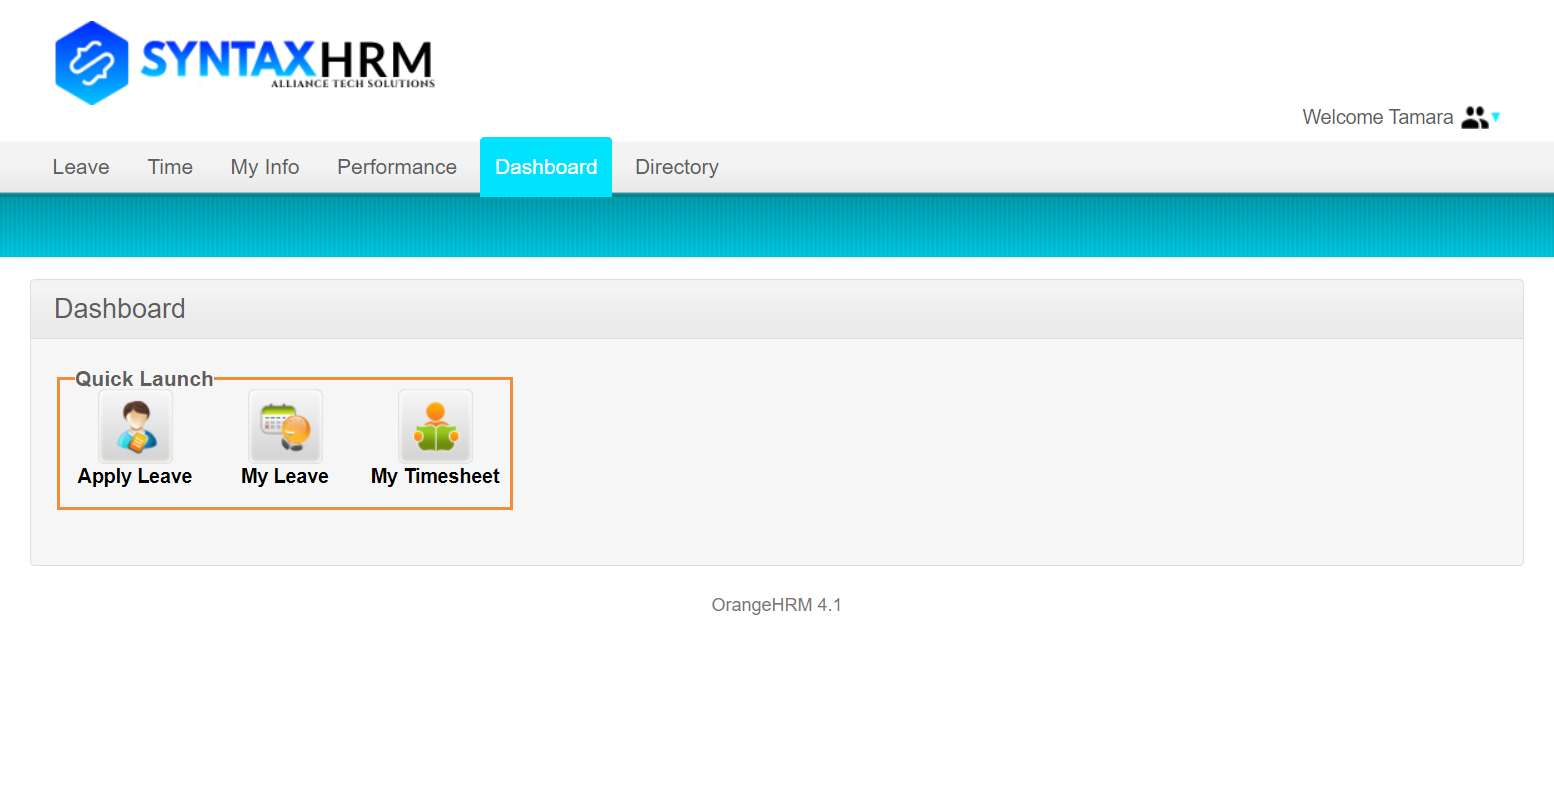 SYNTAXHRM
ALLIANCE TECH SOLUTIONS
Welcome Tamara
Leave Time My Info Performance Dashboard Directory
Dashboard
Quick Launch
Apply Leave My Leave My Timesheet
OrangeHRM 4.1